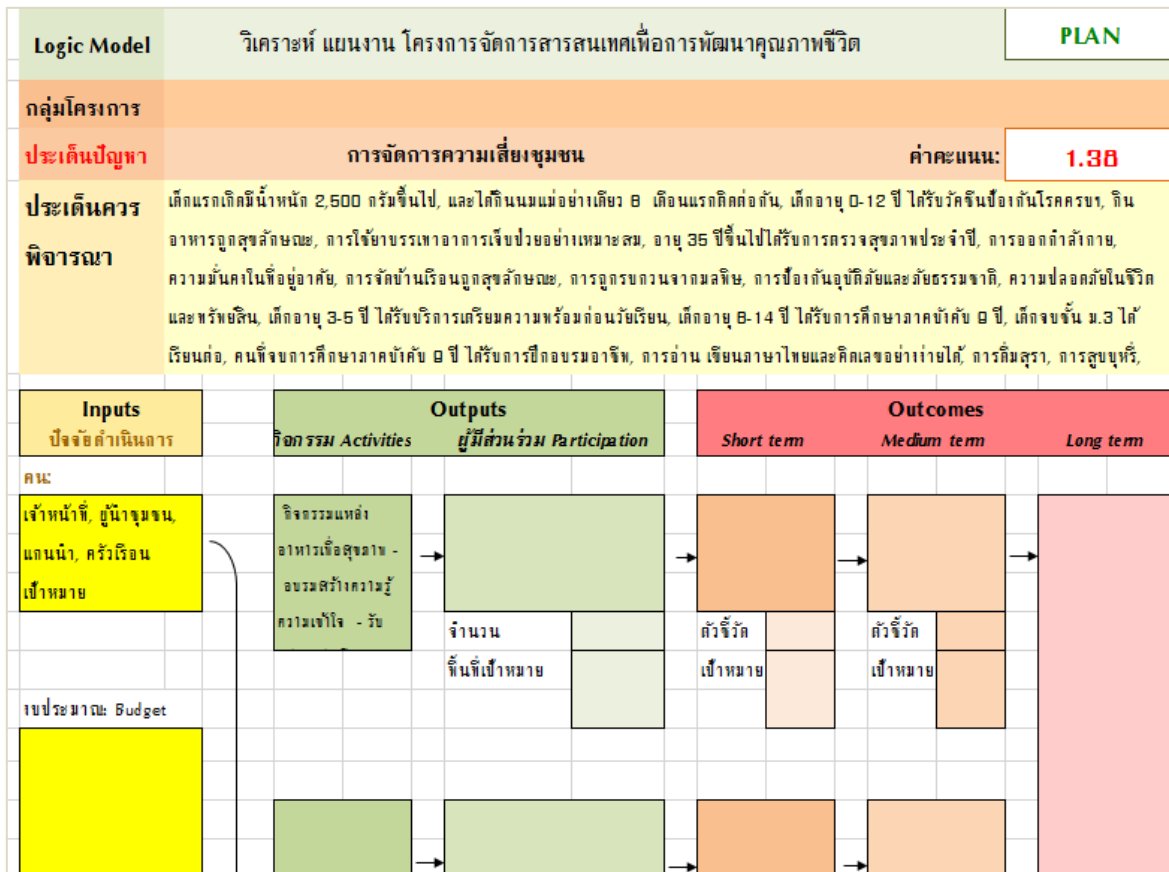 Logic Model
วิเคราะห์ แผนงาน โครงการจัดการสารสนเทศเพื่อการพัฒนาคุณภาพชีวิต
PLAN
กลุ่มโครงการ
ประเด็นปัญหา
การจัดการความเสี่ยงชุมชน
ค่าคะแนน:
1.38
ประเด็นควร
พิจารณา
เด็กแรกเกิดมีน้ำหนัก 2,500 กรัมขึ้นไป, และได้กินนมแม่อย่างเดียว 6 เดือนแรกติดต่อกัน, เด็กอายุ 0-12 ปี ได้รับวัคซีนป้องกันโรคครบฯ, กิน
อาหารถูกสุขลักษณะ, การใช้ยาบรรเทาอาการเจ็บป่วยอย่างเหมาะสม, อายุ 35 ปีขึ้นไปได้รับการตรวจสุขภาพประจำปี, การออกกำลังกาย,
ความมั่นคงในที่อยู่อาศัย, การจัดบ้านเรือนถูกสุขลักษณะ, การถูกรบกวนจากมลพิษ, การป้องกันอุบัติภัยและภัยธรรมชาติ, ความปลอดภัยในชีวิต
และทรัพย์สิน, เด็กอายุ 3-5 ปี ได้รับบริการเตรียมความพร้อมก่อนวัยเรียน, เด็กอายุ 6-14 ปี ได้รับการศึกษาภาคบังคับ 9 ปี, เด็กจบชั้น ม.3 ได้
เรียนต่อ, คนที่จบการศึกษาภาคบังคับ 9 ปี ได้รับการฝึกอบรมอาชีพ, การอ่าน เขียนภาษาไทยและคิดเลขอย่างง่ายได้, การดื่มสุรา, การสูบบุหรี่,
Inputs
ปัจจัยดำเนินการ
Outputs
กิจกรรม Activities
ผู้มีส่วนร่วม Participation
Outcomes
Short term
Medium term
Long term
คน:
เจ้าหน้าที่, ผู้นำชุมชน,
แกนนำ, ครัวเรือน
เป้าหมาย
กิจกรรมแหล่ง
อาหารเพื่อสุขภาพ -
อบรมสร้างความรู้
ความเข้าใจ - รับ
จำนวน
พื้นที่เป้าหมาย
ตัวชี้วัด
เป้าหมาย
ตัวชี้วัด
เป้าหมาย
งบประมาณ: Budget